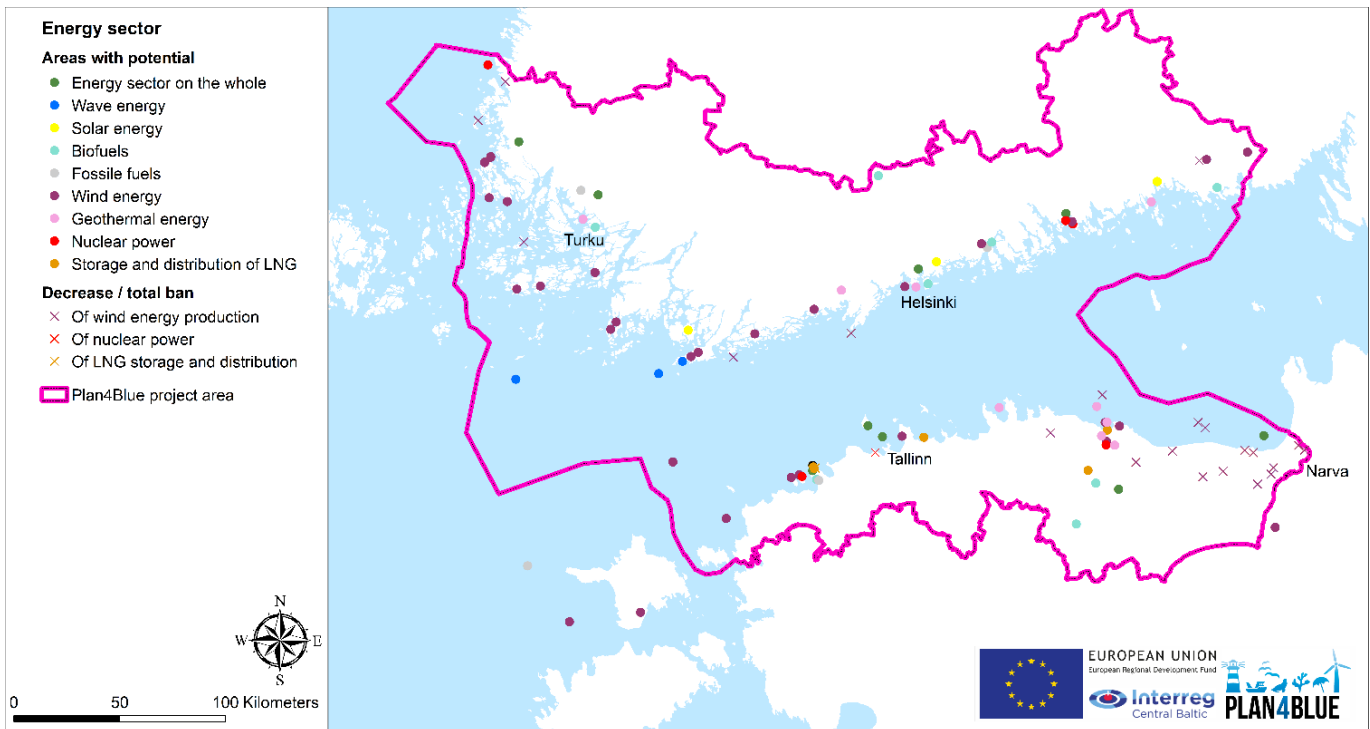 Energy sector
Areas with potential
Energy sector on the whole
Wave energy
Solar energy
Biofuels
Fossile fuels
Wind energy
Geothermal energy
Nuclear power
Storage and distribution of LNG
Decrease / total ban
Of wind energy production
Of nuclear power
Of LNG storage and distribution
Plan4Blue project area
N
W E
S
0 50 100 Kilometers
Turku
Helsinki
Tallinn
Narva
EUROPEAN UNION
European Regional Development Fund
Interreg
Central Baltic
PLAN4BLUE